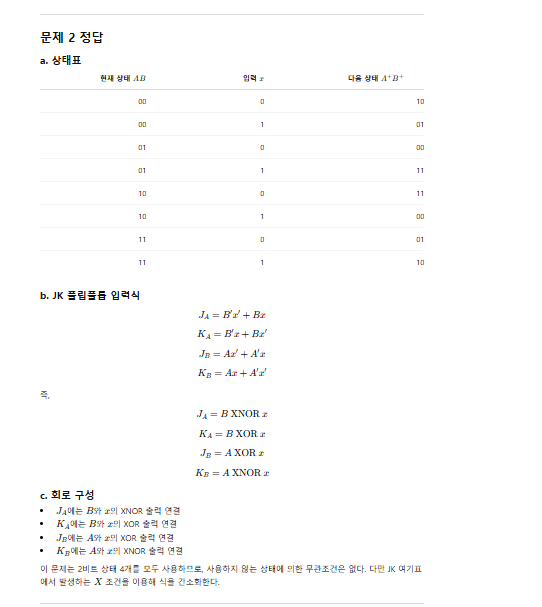 문제 2 정답
a. 상태표
현재 상태 AB 입력 x 다음 상태 A⁺B⁺
00 0 10
00 1 01
01 0 00
01 1 11
10 0 11
10 1 00
11 0 01
11 1 10
b. JK 플립플롭 입력식
J_A = B′x′ + Bx
K_A = B′x + Bx′
J_B = Ax′ + A′x
K_B = Ax + A′x′
즉,
J_A = B XNOR x
K_A = B XOR x
J_B = A XOR x
K_B = A XNOR x
c. 회로 구성
• J_A에는 B와 x의 XNOR 출력 연결
• K_A에는 B와 x의 XOR 출력 연결
• J_B에는 A와 x의 XOR 출력 연결
• K_B에는 A와 x의 XNOR 출력 연결
이 문제는 2비트 상태 4개를 모두 사용하므로, 사용하지 않는 상태에 의한 무관조건은 없다. 다만 JK 여기표
에서 발생하는 X 조건을 이용해 식을 간소화한다.